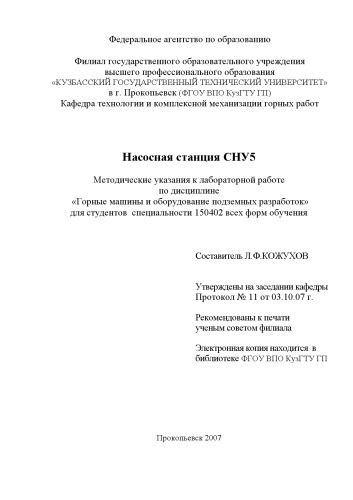 Федеральное агентство по образованию
Филиал государственного образовательного учреждения
высшего профессионального образования
«КУЗБАССКИЙ ГОСУДАРСТВЕННЫЙ ТЕХНИЧЕСКИЙ УНИВЕРСИТЕТ»
в г. Прокопьевск (ФГОУ ВПО КузГТУ ГП)
Кафедра технологии и комплексной механизации горных работ
Насосная станция СНУ5
Методические указания к лабораторной работе
по дисциплине
«Горные машины и оборудование подземных разработок»
для студентов специальности 150402 всех форм обучения
Составитель Л.Ф.КОЖУХОВ
Утверждены на заседании кафедры
Протокол № 11 от 03.10.07 г.
Рекомендованы к печати
ученым советом филиала
Электронная копия находится в
библиотеке ФГОУ ВПО КузГТУ ГП
Прокопьевск 2007